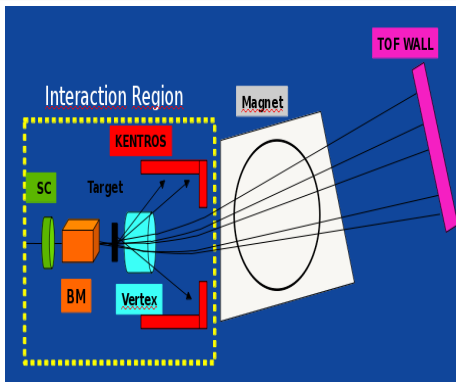 TOF WALL
Interaction Region
Magnet
KENTROS
SC
Target
BM
Vertex